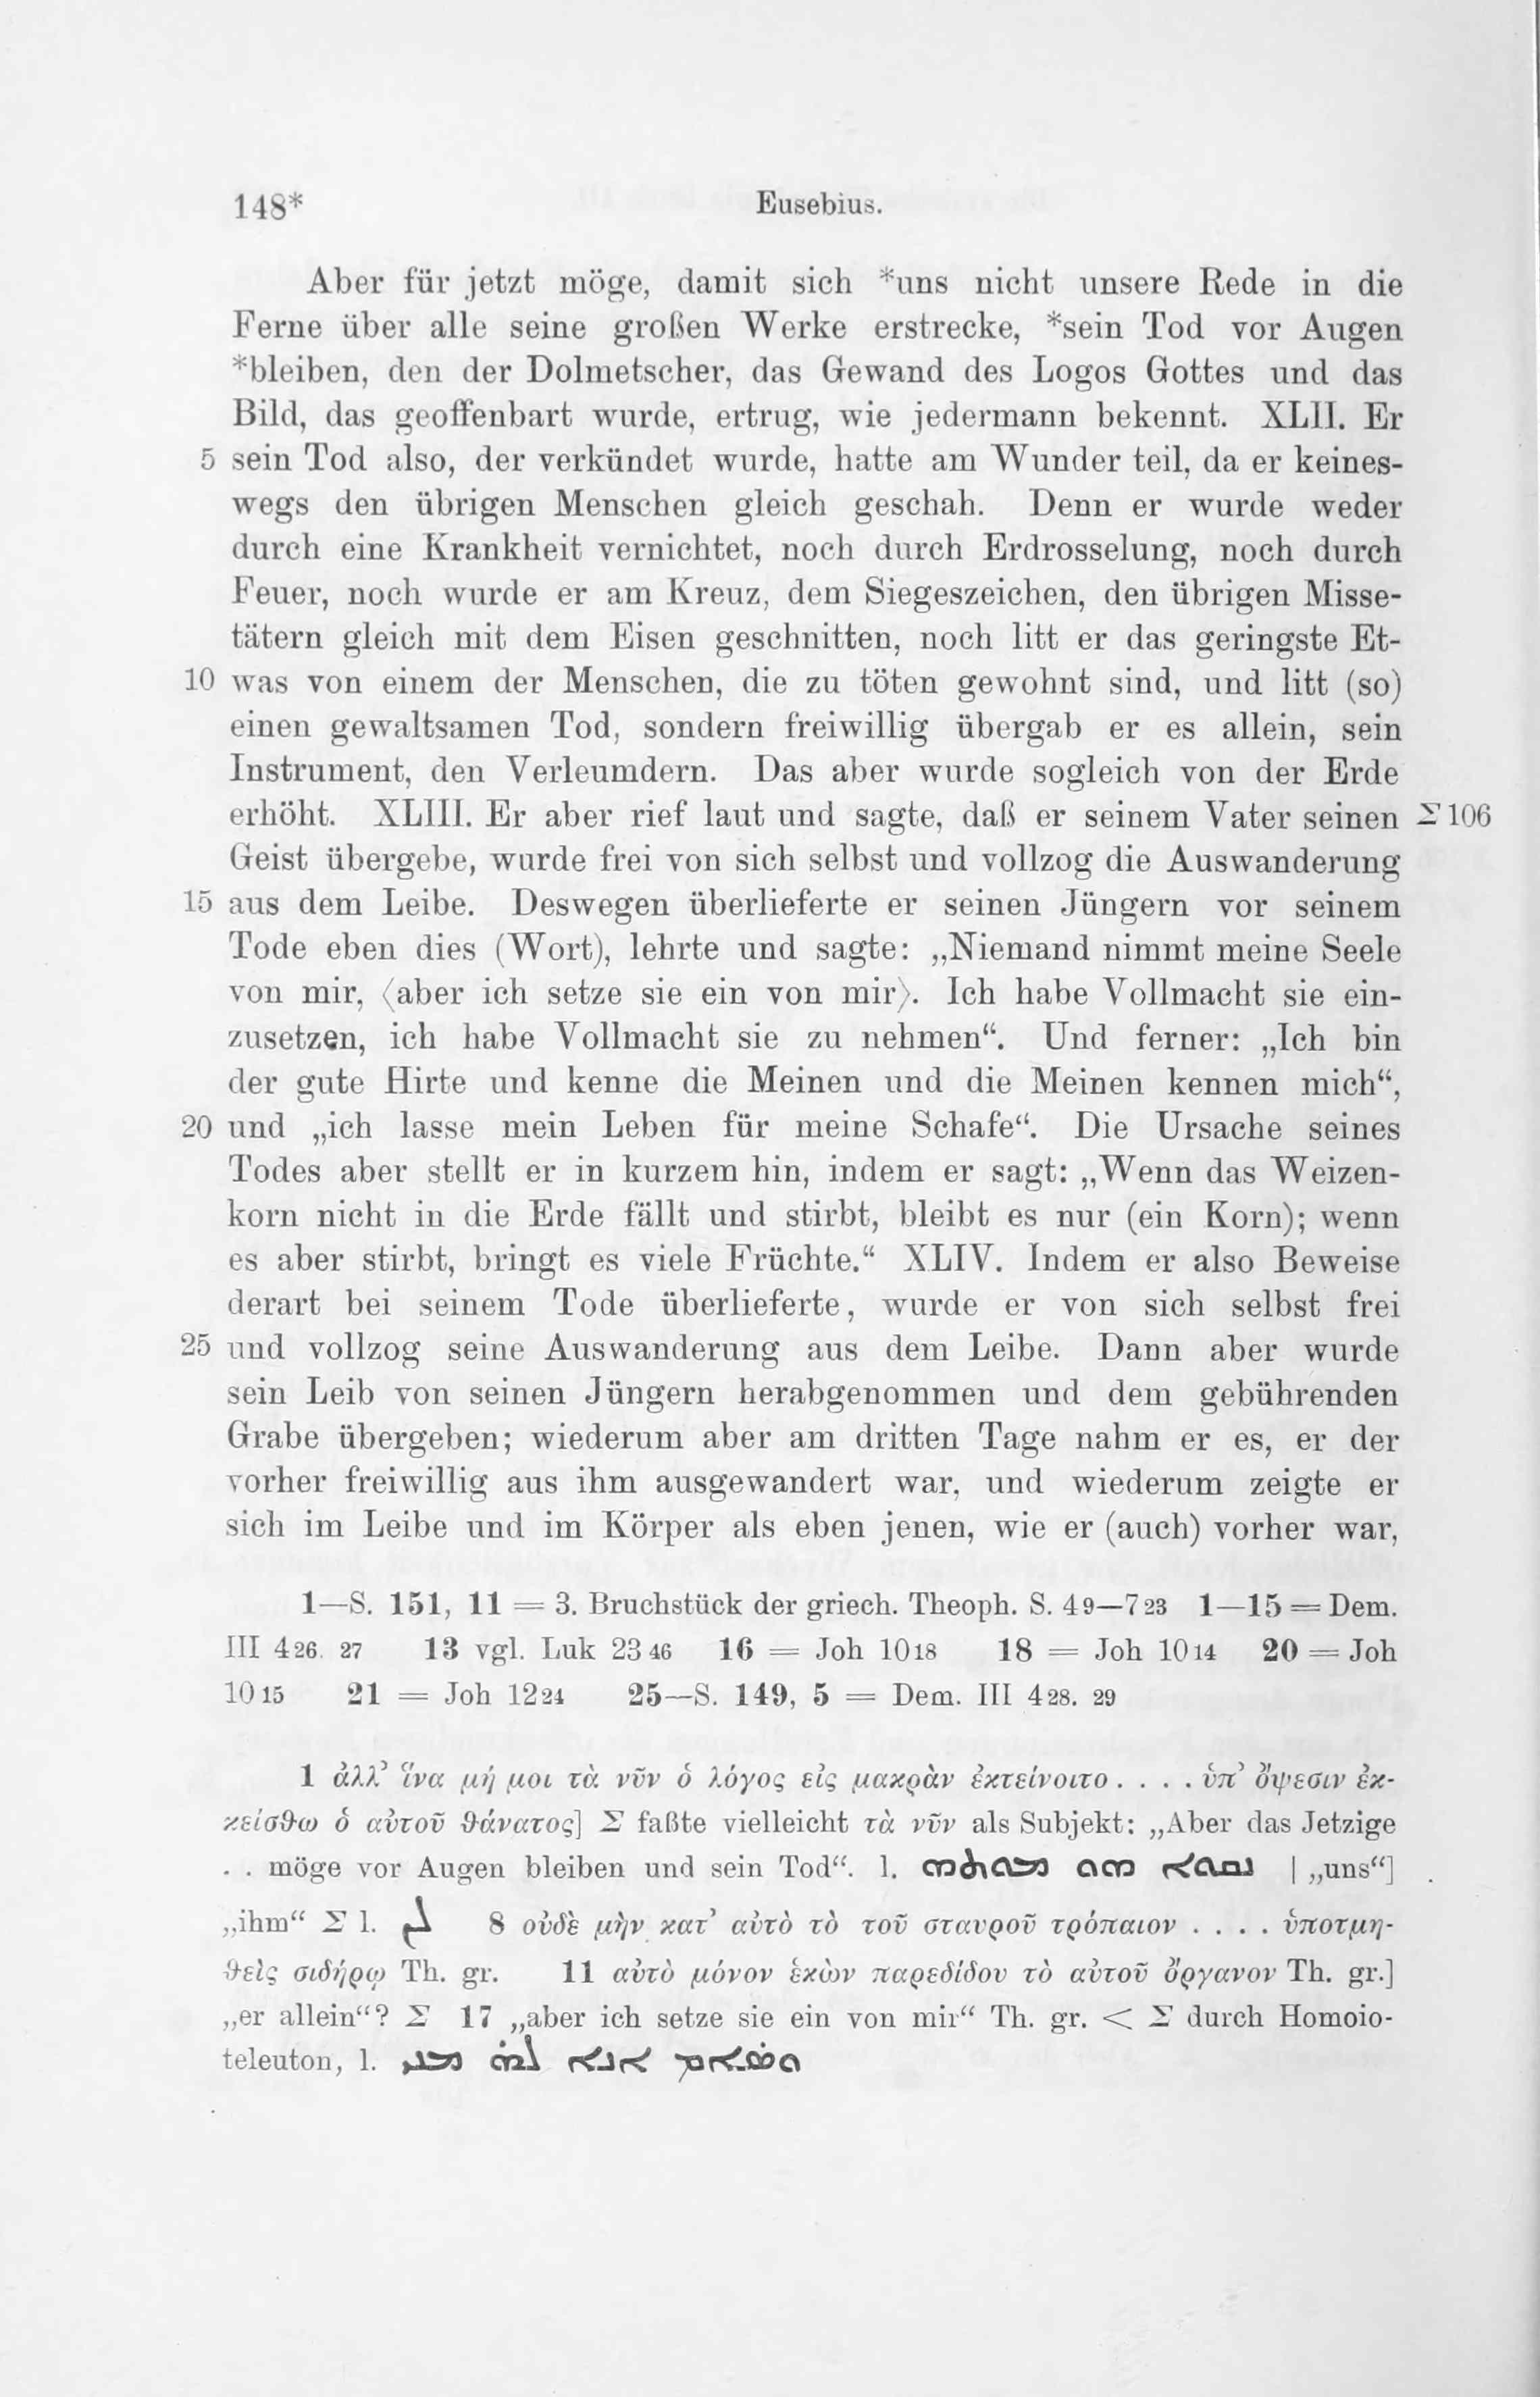 148* Eusebius.
Aber für jetzt möge, damit sich *uns nicht unsere Rede in die
Ferne über alle seine großen Werke erstrecke, *sein Tod vor Augen
*bleiben, den der Dolmetscher, das Gewand des Logos Gottes und das
Bild, das geoffenbart wurde, ertrug, wie jedermann bekennt. XLII. Er
5 sein Tod also, der verkündet wurde, hatte am Wunder teil, da er keines-
wegs den übrigen Menschen gleich geschah. Denn er wurde weder
durch eine Krankheit vernichtet, noch durch Erdrosselung, noch durch
Feuer, noch wurde er am Kreuz, dem Siegeszeichen, den übrigen Misse-
tätern gleich mit dem Eisen geschnitten, noch litt er das geringste Et-
10 was von einem der Menschen, die zu töten gewohnt sind, und litt (so)
einen gewaltsamen Tod, sondern freiwillig übergab er es allein, sein
Instrument, den Verleumdern. Das aber wurde sogleich von der Erde
erhöht. XLIII. Er aber rief laut und sagte, daß er seinem Vater seinen Σ 106
Geist übergebe, wurde frei von sich selbst und vollzog die Auswanderung
15 aus dem Leibe. Deswegen überlieferte er seinen Jüngern vor seinem
Tode eben dies (Wort), lehrte und sagte: „Niemand nimmt meine Seele
von mir, ⟨aber ich setze sie ein von mir⟩. Ich habe Vollmacht sie ein-
zusetzen, ich habe Vollmacht sie zu nehmen“. Und ferner: „Ich bin
der gute Hirte und kenne die Meinen und die Meinen kennen mich“,
20 und „ich lasse mein Leben für meine Schafe“. Die Ursache seines
Todes aber stellt er in kurzem hin, indem er sagt: „Wenn das Weizen-
korn nicht in die Erde fällt und stirbt, bleibt es nur (ein Korn); wenn
es aber stirbt, bringt es viele Früchte.“ XLIV. Indem er also Beweise
derart bei seinem Tode überlieferte, wurde er von sich selbst frei
25 und vollzog seine Auswanderung aus dem Leibe. Dann aber wurde
sein Leib von seinen Jüngern herabgenommen und dem gebührenden
Grabe übergeben; wiederum aber am dritten Tage nahm er es, er der
vorher freiwillig aus ihm ausgewandert war, und wiederum zeigte er
sich im Leibe und im Körper als eben jenen, wie er (auch) vorher war,
1—S. 151, 11 = 3. Bruchstück der griech. Theoph. S. 4 9—7 23 1—15 = Dem.
III 4 26. 27 13 vgl. Luk 23 46 16 = Joh 10 18 18 = Joh 10 14 20 = Joh
10 15 21 = Joh 12 24 25—S. 149, 5 = Dem. III 4 28. 29
1 ἀλλ’ ἵνα μή μοι τὰ νῦν ὁ λόγος εἰς μακρὰν ἐκτείνοιτο . . . . ὑπ’ ὄψεσιν ἐκ-
κείσθω ὁ αὐτοῦ θάνατος] Σ faßte vielleicht τὰ νῦν als Subjekt: „Aber das Jetzige
. . möge vor Augen bleiben und sein Tod“. l. ܢܩܘܐ ܗܘ ܡܘܬܗ | „uns“]
„ihm“ Σ l. ܠܢ 8 οὐδὲ μὴν κατ’ αὐτὸ τὸ τοῦ σταυροῦ τρόπαιον . . . . ὑποτμη-
θεὶς σιδήρῳ Th. gr. 11 αὐτὸ μόνον ἑκὼν παρεδίδου τὸ αὐτοῦ ὄργανον Th. gr.]
„er allein“? Σ 17 „aber ich setze sie ein von mir“ Th. gr. < Σ durch Homoio-
teleuton, l. ܘܣܐܡ ܐܢܐ ܠܗ ܡܢܝ